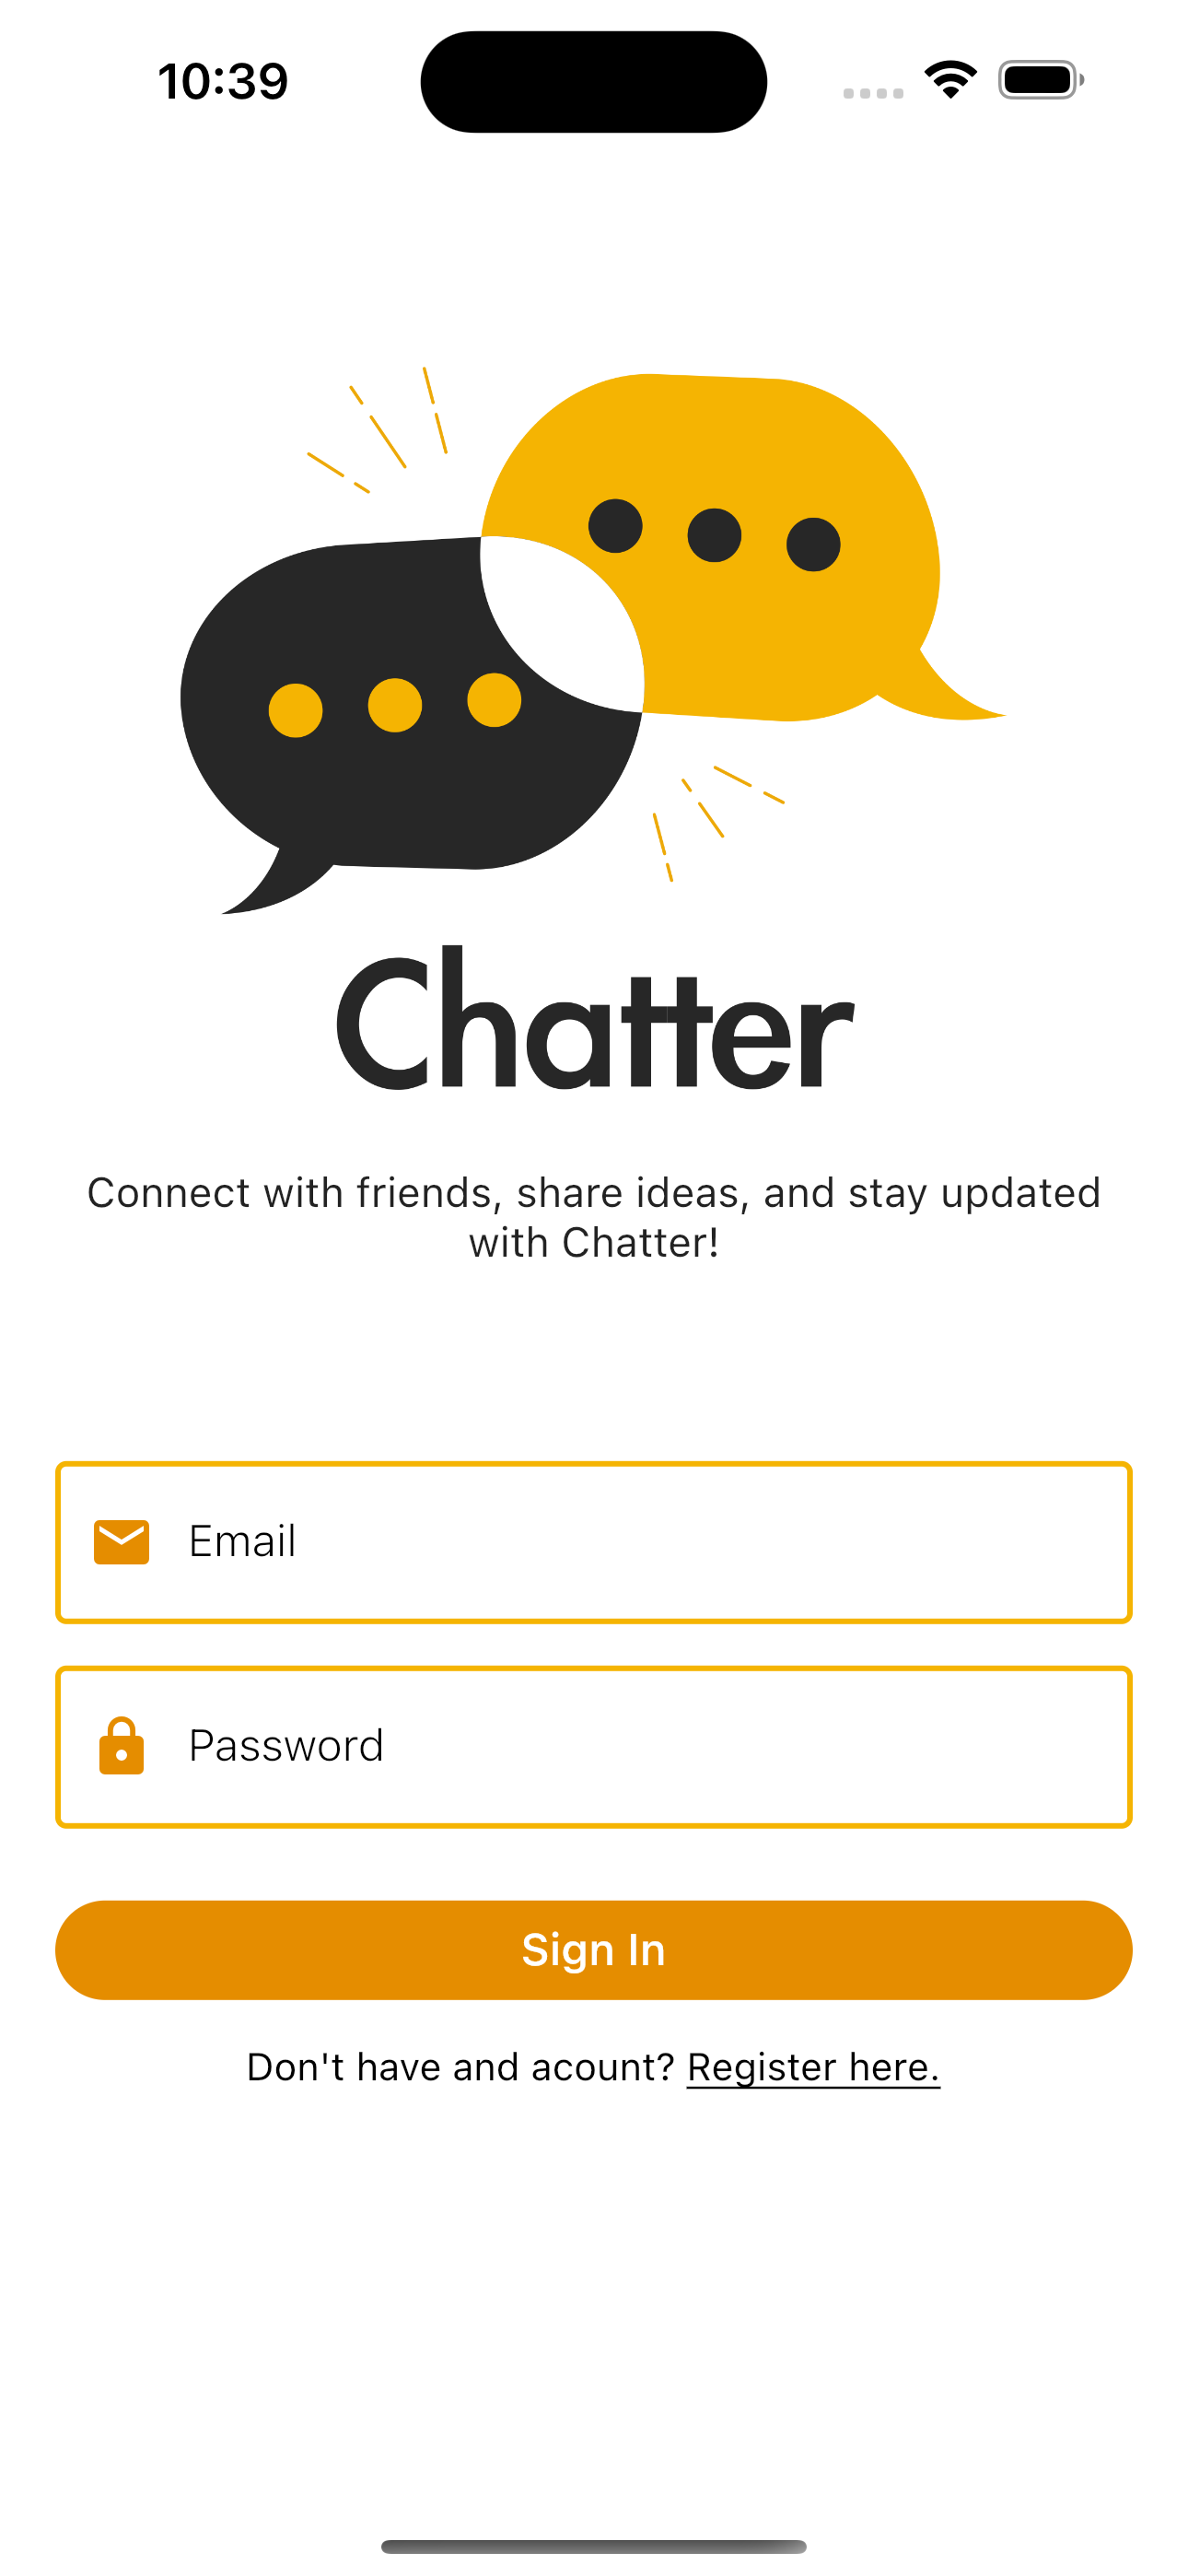 10:39
Chatter
Connect with friends, share ideas, and stay updated
with Chatter!
Email
Password
Sign In
Don't have and acount? Register here.